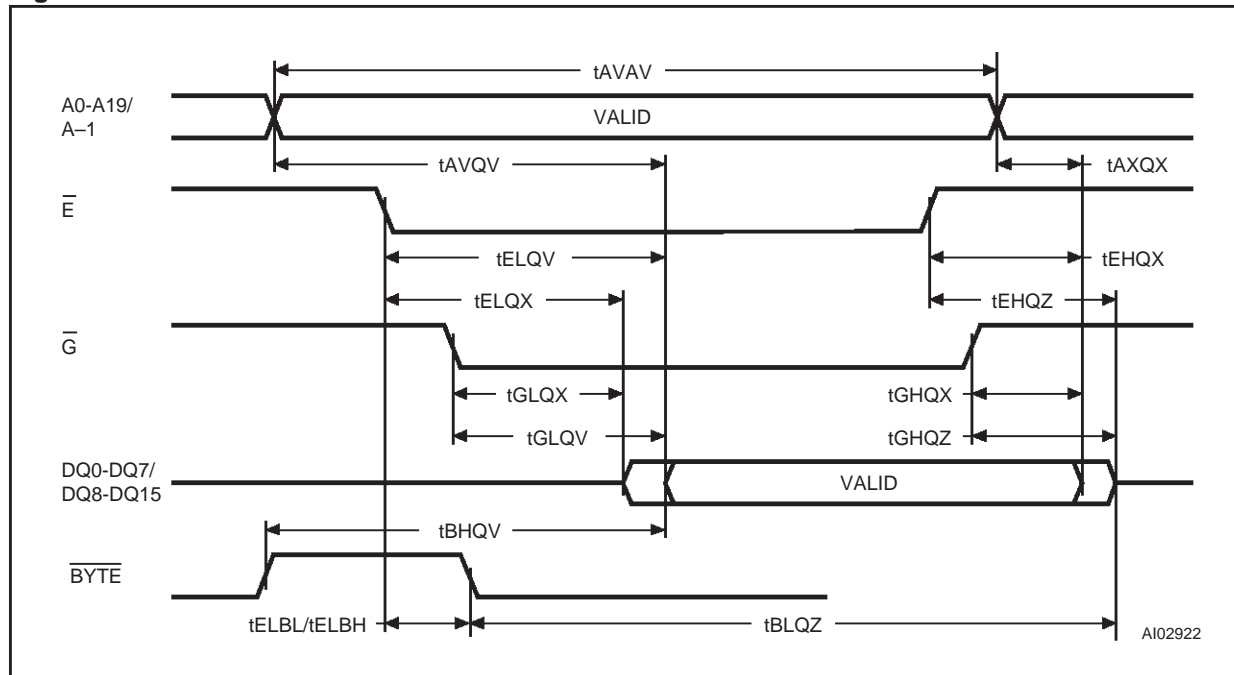 tAVAV
A0-A19/
A–1
VALID
tAVQV
tAXQX
E
tELQV
tEHQX
tELQX
tEHQZ
G
tGLQX
tGHQX
tGLQV
tGHQZ
DQ0-DQ7/
DQ8-DQ15
VALID
tBHQV
BYTE
tELBL/tELBH
tBLQZ
AI02922